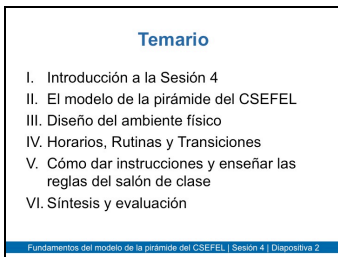 Temario
I. Introducción a la Sesión 4
II. El modelo de la pirámide del CSEFEL
III. Diseño del ambiente físico
IV. Horarios, Rutinas y Transiciones
V. Cómo dar instrucciones y enseñar las
reglas del salón de clase
VI. Síntesis y evaluación
Fundamentos del modelo de la pirámide del CSEFEL | Sesión 4 | Diapositiva 2